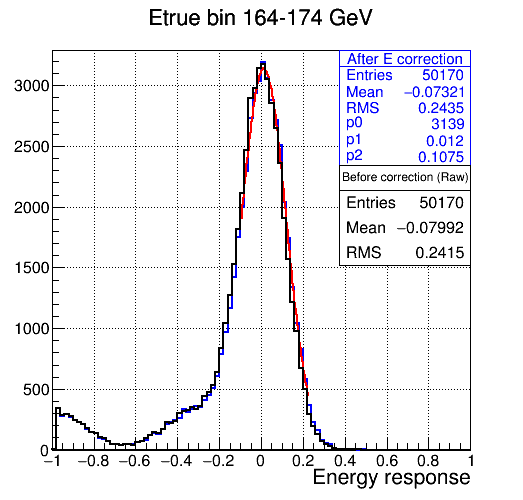 Etrue bin 164-174 GeV
After E correction
Entries 50170
Mean −0.07321
RMS 0.2435
p0 3139
p1 0.012
p2 0.1075
Before correction (Raw)
Entries 50170
Mean −0.07992
RMS 0.2415
3000
2500
2000
1500
1000
500
0
−1 −0.8 −0.6 −0.4 −0.2 0 0.2 0.4 0.6 0.8 1
Energy response